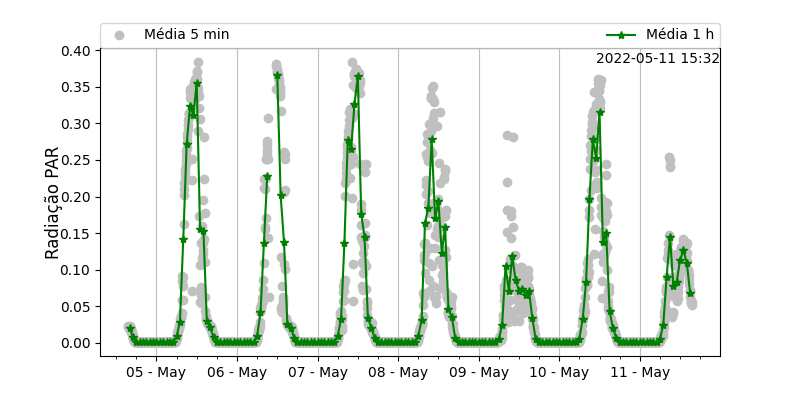 Média 5 min
Média 1 h
2022-05-11 15:32
0.40
0.35
0.30
0.25
0.20
0.15
0.10
0.05
0.00
Radiação PAR
05 - May
06 - May
07 - May
08 - May
09 - May
10 - May
11 - May